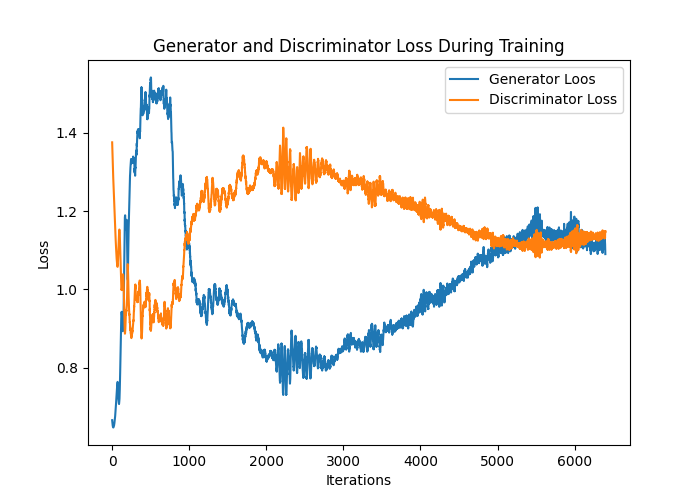 Generator and Discriminator Loss During Training
Generator Loos
Discriminator Loss
1.4
1.2
1.0
0.8
Loss
0
1000
2000
3000
4000
5000
6000
Iterations